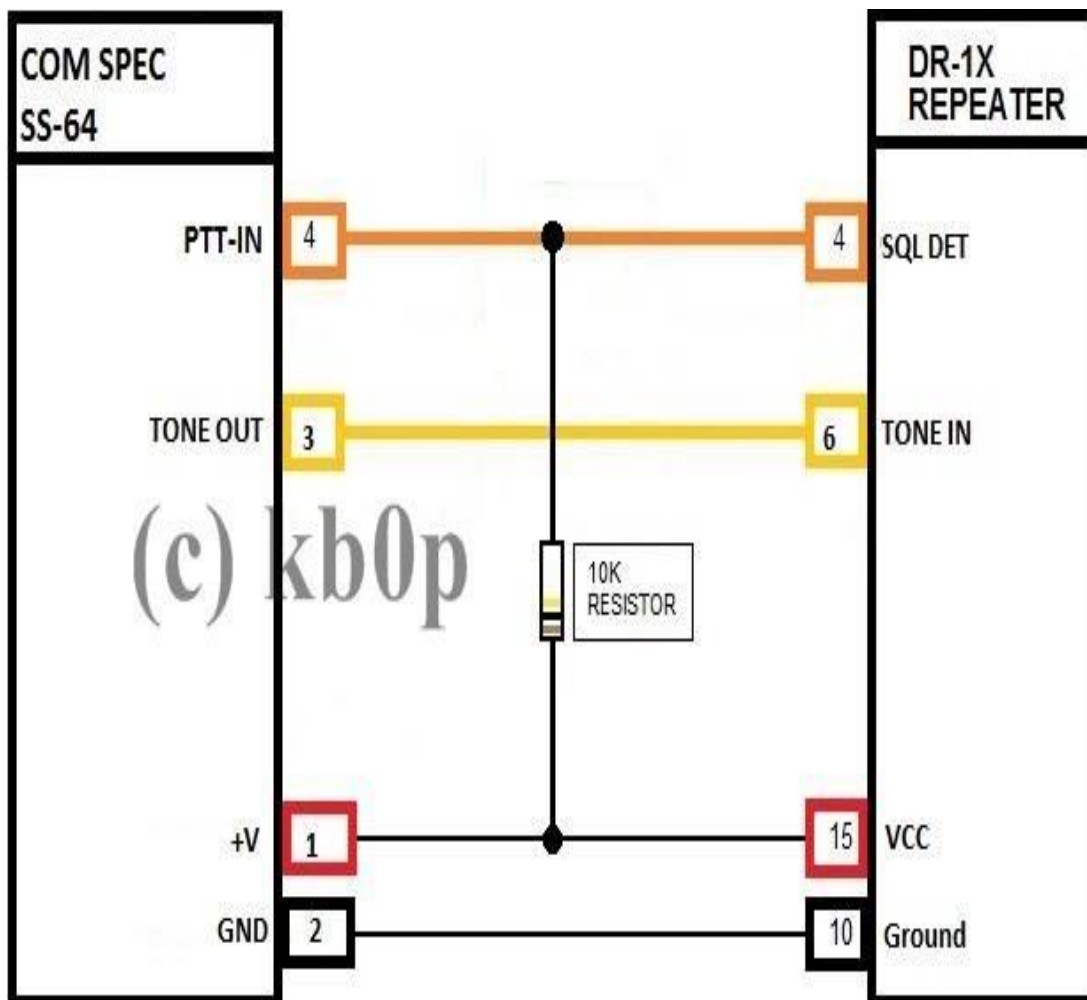 COM SPEC
SS-64
DR-1X
REPEATER
PTT-IN
4
4
SQL DET
TONE OUT
3
6
TONE IN
(c) kb0p
10K
RESISTOR
+V
1
15
VCC
GND
2
10
Ground